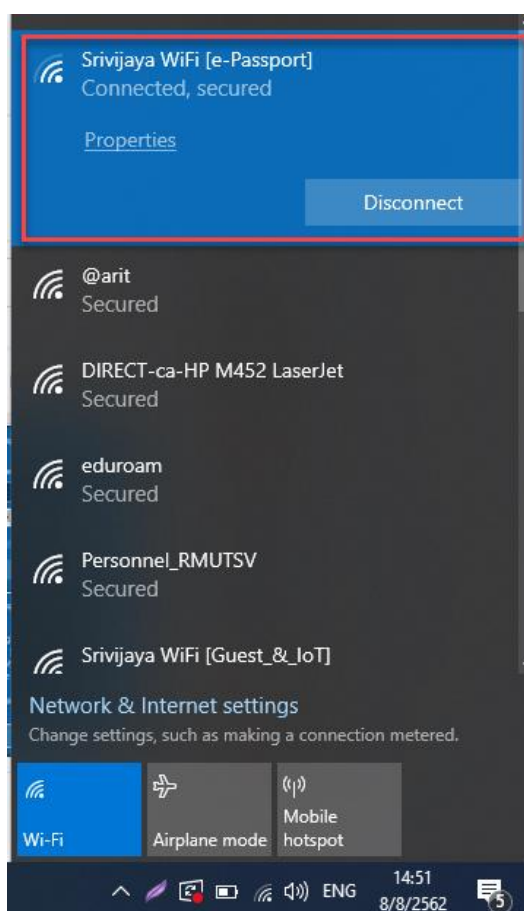 Srivijaya WiFi [e-Passport]
Connected, secured
Properties
Disconnect
@arit
Secured
DIRECT-ca-HP M452 LaserJet
Secured
eduroam
Secured
Personnel_RMUTSV
Secured
Srivijaya WiFi [Guest_&_IoT]
Network & Internet settings
Change settings, such as making a connection metered.
Wi-Fi
Airplane mode
Mobile
hotspot
ENG
14:51
8/8/2562
5